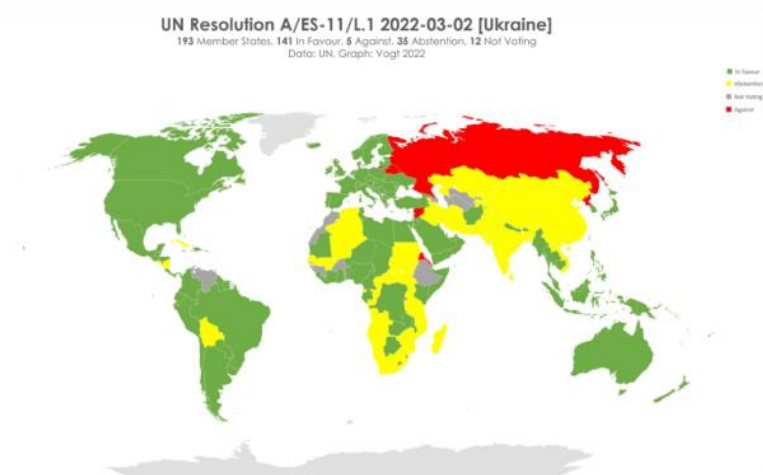 UN Resolution A/ES-11/L.1 2022-03-02 [Ukraine]
193 Member States, 141 In Favour, 5 Against, 35 Abstention, 12 Not Voting
Data: UN. Graph: Vogt 2022
In Favour
Abstention
Not Voting
Against